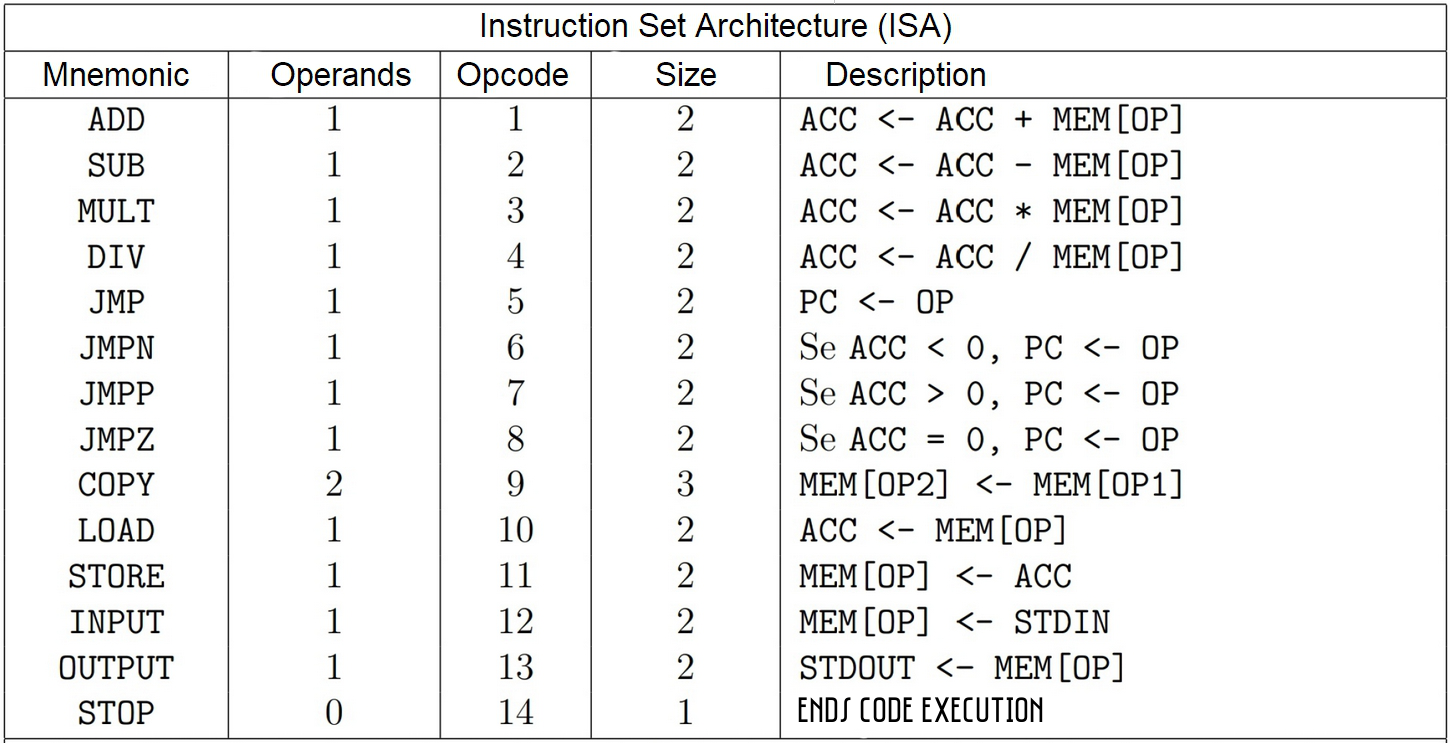 Instruction Set Architecture (ISA)
Mnemonic Operands Opcode Size Description
ADD 1 1 2 ACC <- ACC + MEM[OP]
SUB 1 2 2 ACC <- ACC - MEM[OP]
MULT 1 3 2 ACC <- ACC * MEM[OP]
DIV 1 4 2 ACC <- ACC / MEM[OP]
JMP 1 5 2 PC <- OP
JMPN 1 6 2 Se ACC < 0, PC <- OP
JMPP 1 7 2 Se ACC > 0, PC <- OP
JMPZ 1 8 2 Se ACC = 0, PC <- OP
COPY 2 9 3 MEM[OP2] <- MEM[OP1]
LOAD 1 10 2 ACC <- MEM[OP]
STORE 1 11 2 MEM[OP] <- ACC
INPUT 1 12 2 MEM[OP] <- STDIN
OUTPUT 1 13 2 STDOUT <- MEM[OP]
STOP 0 14 1 ENDS CODE EXECUTION